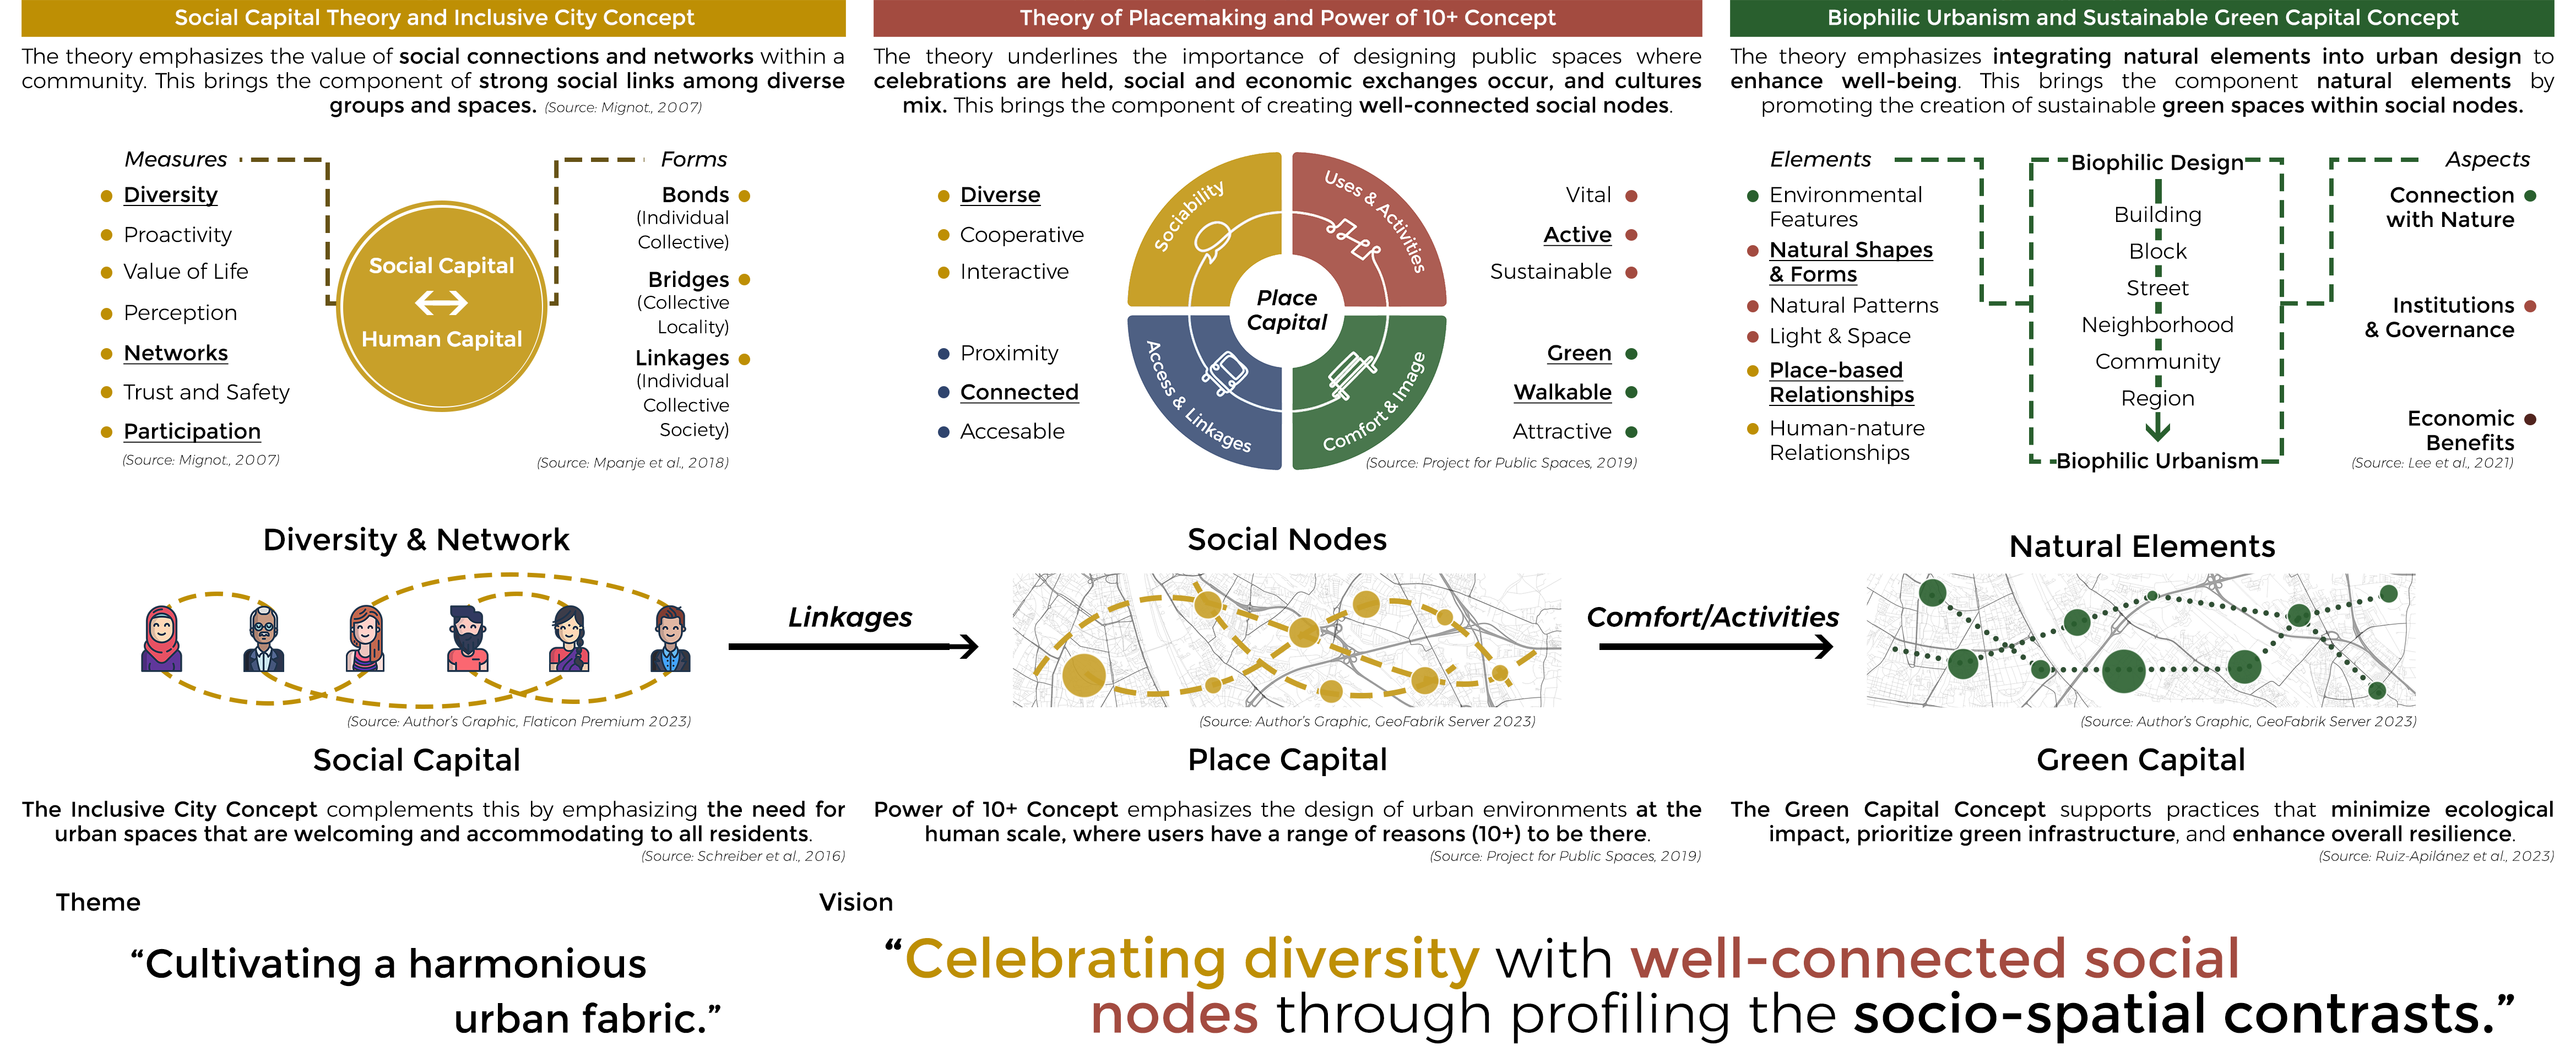 Social Capital Theory and Inclusive City Concept
The theory emphasizes the value of social connections and networks within a
community. This brings the component of strong social links among diverse
groups and spaces. (Source: Mignot., 2007)
Measures
Diversity
Proactivity
Value of Life
Perception
Networks
Trust and Safety
Participation
(Source: Mignot., 2007)
Social Capital
Human Capital
Forms
Bonds
(Individual
Collective)
Bridges
(Collective
Locality)
Linkages
(Individual
Collective
Society)
(Source: Mpanje et al., 2018)
Diversity & Network
(Source: Author's Graphic, Flaticon Premium 2023)
Social Capital
The Inclusive City Concept complements this by emphasizing the need for
urban spaces that are welcoming and accommodating to all residents.
(Source: Schreiber et al., 2016)
Linkages
Theory of Placemaking and Power of 10+ Concept
The theory underlines the importance of designing public spaces where
celebrations are held, social and economic exchanges occur, and cultures
mix. This brings the component of creating well-connected social nodes.
Diverse
Cooperative
Interactive
Proximity
Connected
Accesable
Sociability
Uses & Activities
Place
Capital
Access & Linkages
Comfort & Image
Vital
Active
Sustainable
Green
Walkable
Attractive
(Source: Project for Public Spaces, 2019)
Social Nodes
(Source: Author's Graphic, GeoFabrik Server 2023)
Place Capital
Power of 10+ Concept emphasizes the design of urban environments at the
human scale, where users have a range of reasons (10+) to be there.
(Source: Project for Public Spaces, 2019)
Comfort/Activities
Biophilic Urbanism and Sustainable Green Capital Concept
The theory emphasizes integrating natural elements into urban design to
enhance well-being. This brings the component natural elements by
promoting the creation of sustainable green spaces within social nodes.
Elements
Environmental
Features
Natural Shapes
& Forms
Natural Patterns
Light & Space
Place-based
Relationships
Human-nature
Relationships
Biophilic Design
Building
Block
Street
Neighborhood
Community
Region
Biophilic Urbanism
Aspects
Connection
with Nature
Institutions
& Governance
Economic
Benefits
(Source: Lee et al., 2021)
Natural Elements
(Source: Author's Graphic, GeoFabrik Server 2023)
Green Capital
The Green Capital Concept supports practices that minimize ecological
impact, prioritize green infrastructure, and enhance overall resilience.
(Source: Ruiz-Apilánez et al., 2023)
Theme
“Cultivating a harmonious
urban fabric.”
Vision
“Celebrating diversity with well-connected social
nodes through profiling the socio-spatial contrasts.”